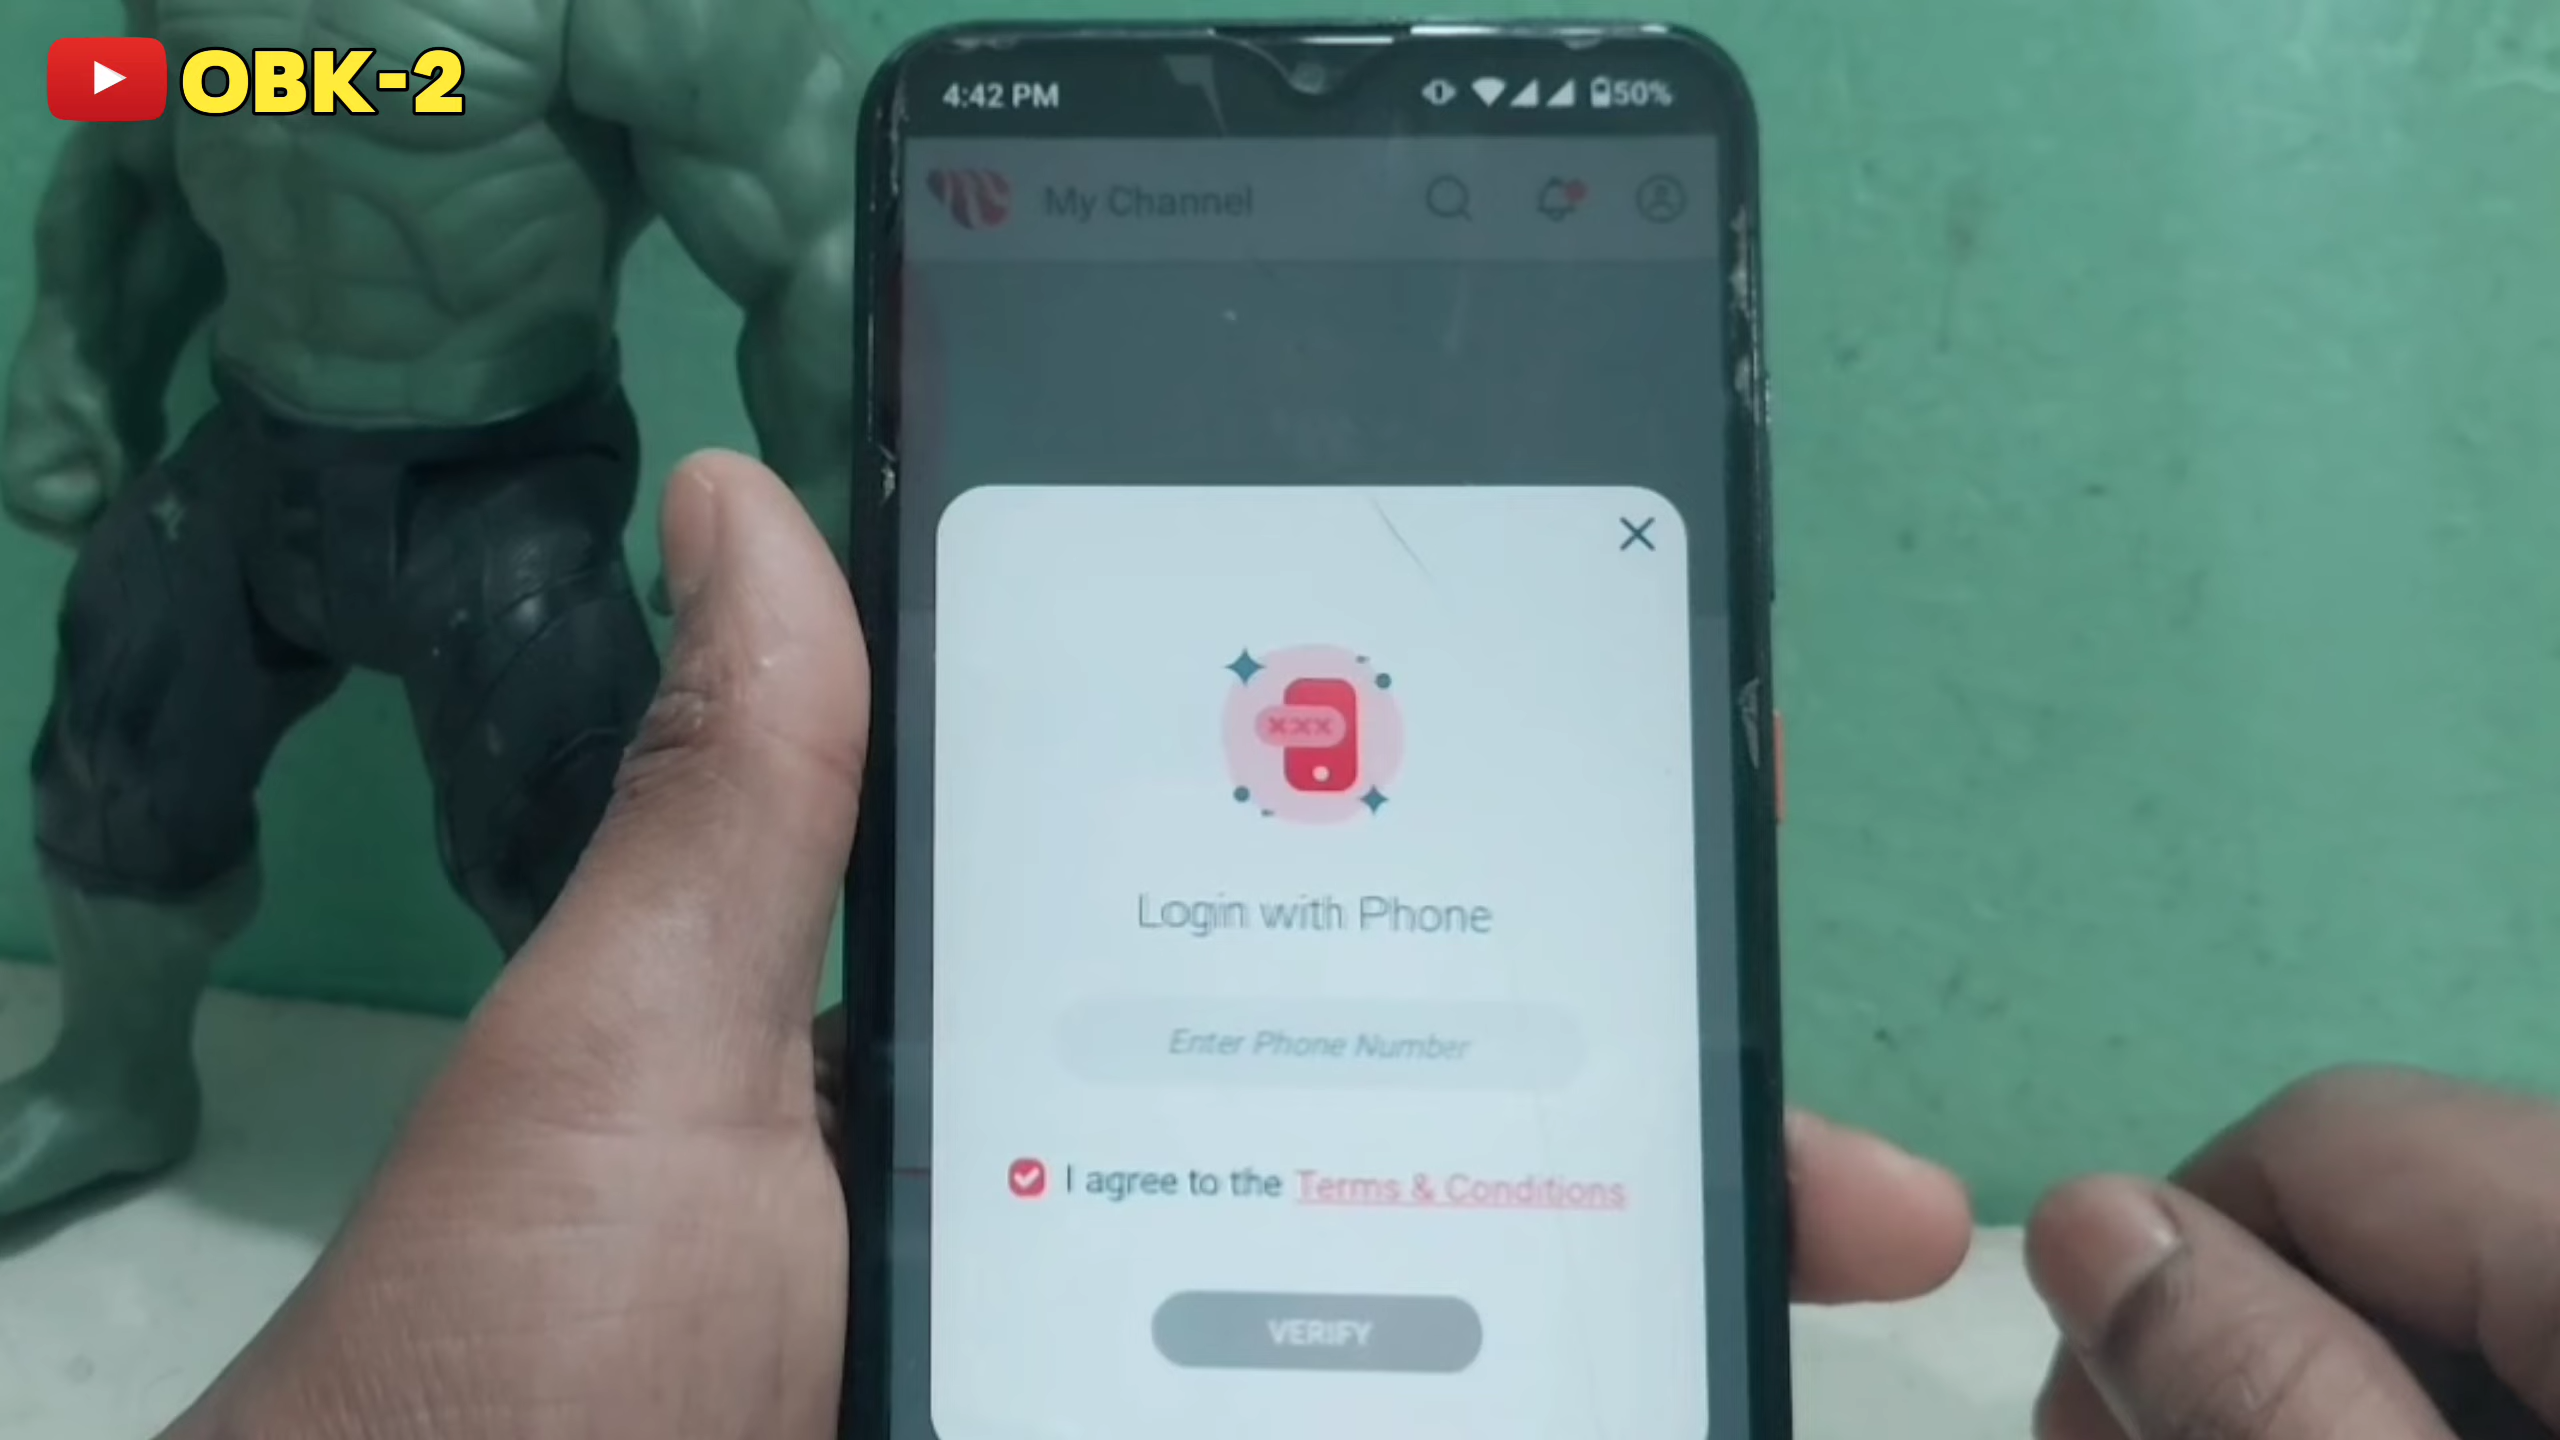 OBK-2
4:42 PM
50%
My Channel
xxx
Login with Phone
Enter Phone Number
I agree to the Terms & Conditions
VERIFY